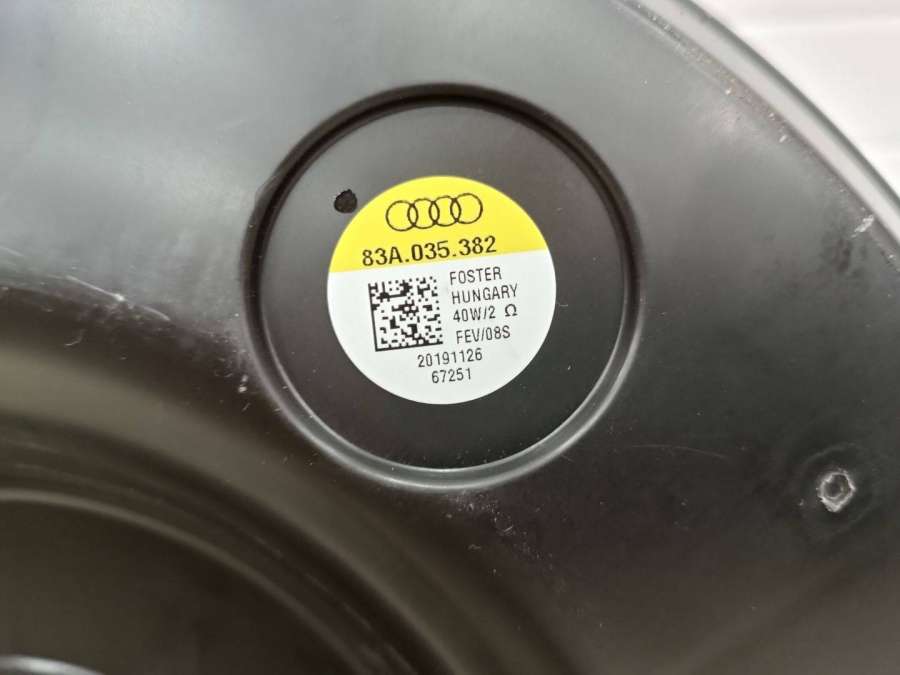 83A.035.382
FOSTER
HUNGARY
40W/2 Ω
FEV/08S
20191126
67251